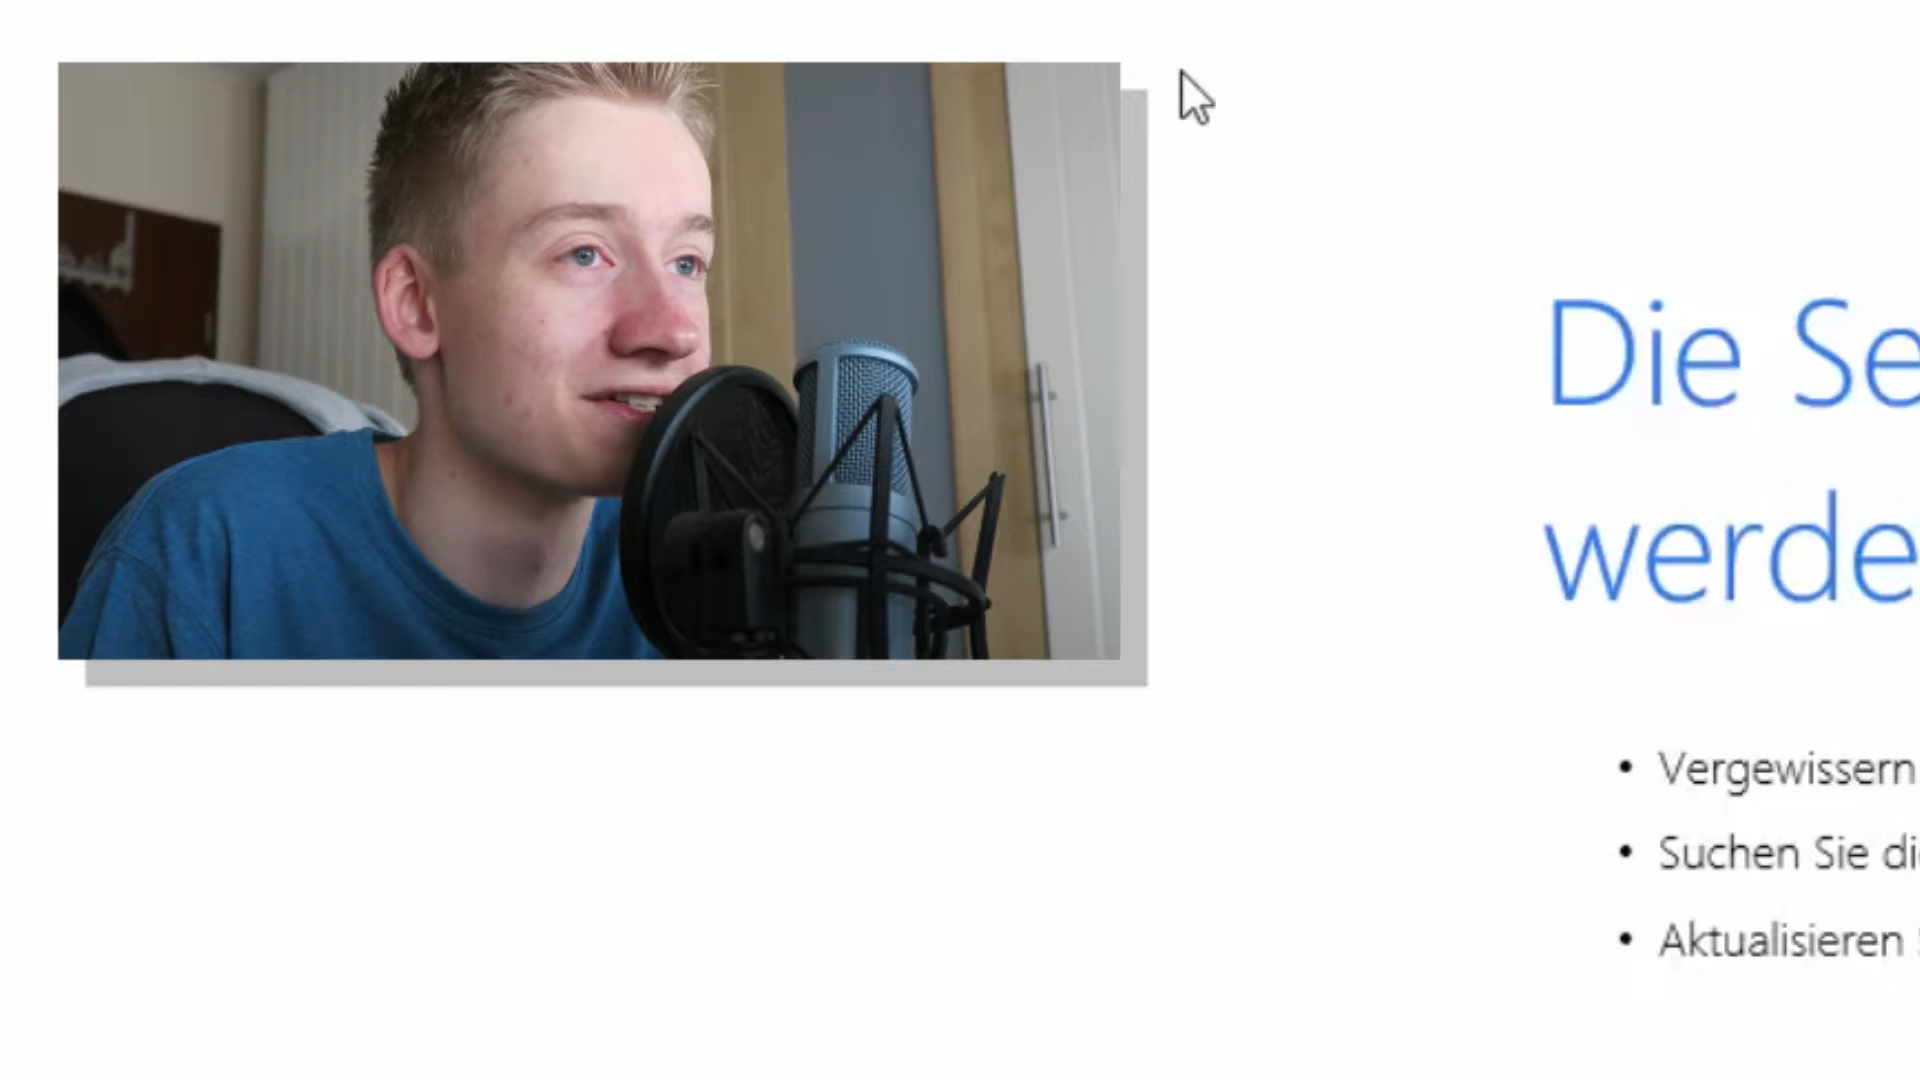 Die Se
werde
• Vergewissern
• Suchen Sie di
• Aktualisieren